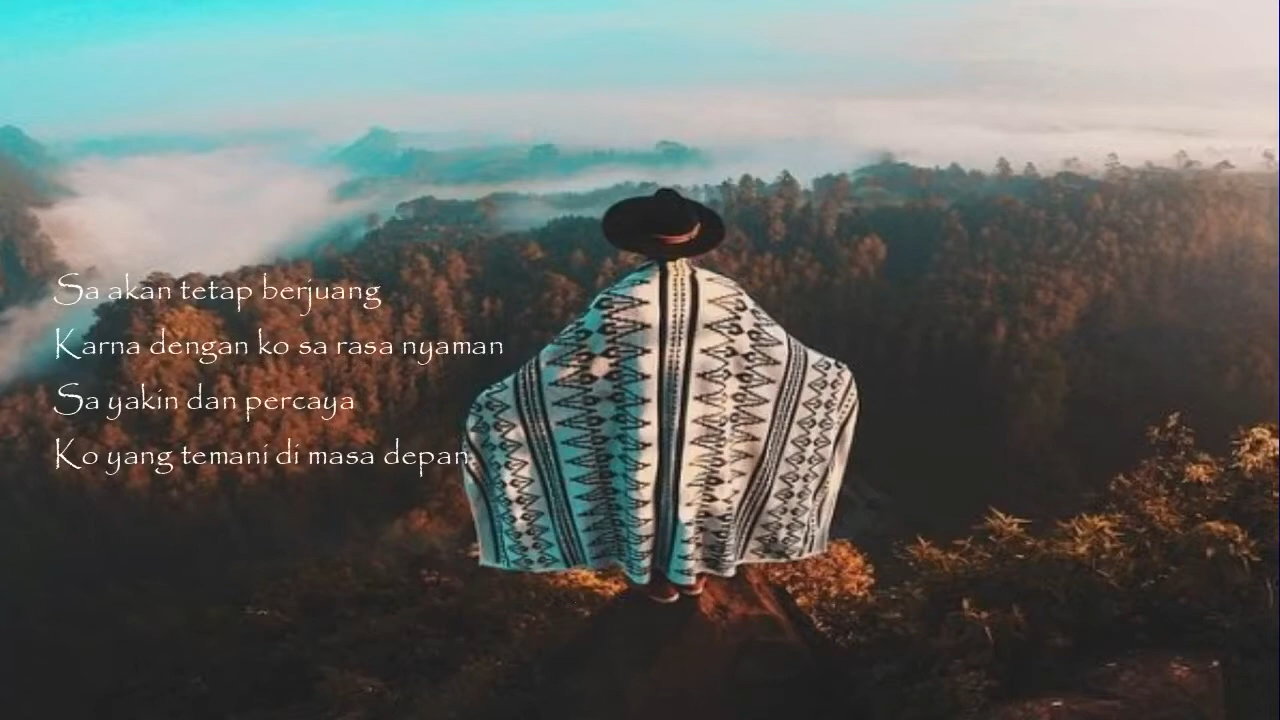 Sa akan tetap berjuang
Karna dengan ko sa rasa nyaman
Sa yakin dan percaya
Ko yang temani di masa depan